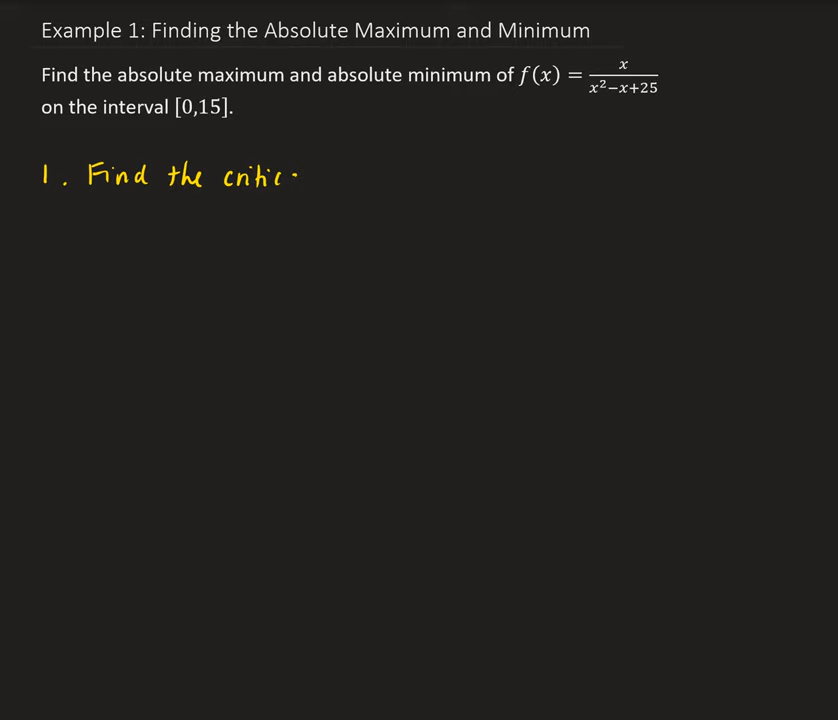 Example 1: Finding the Absolute Maximum and Minimum
Find the absolute maximum and absolute minimum of f(x) = x/(x²−x+25)
on the interval [0,15].
1. Find the critic